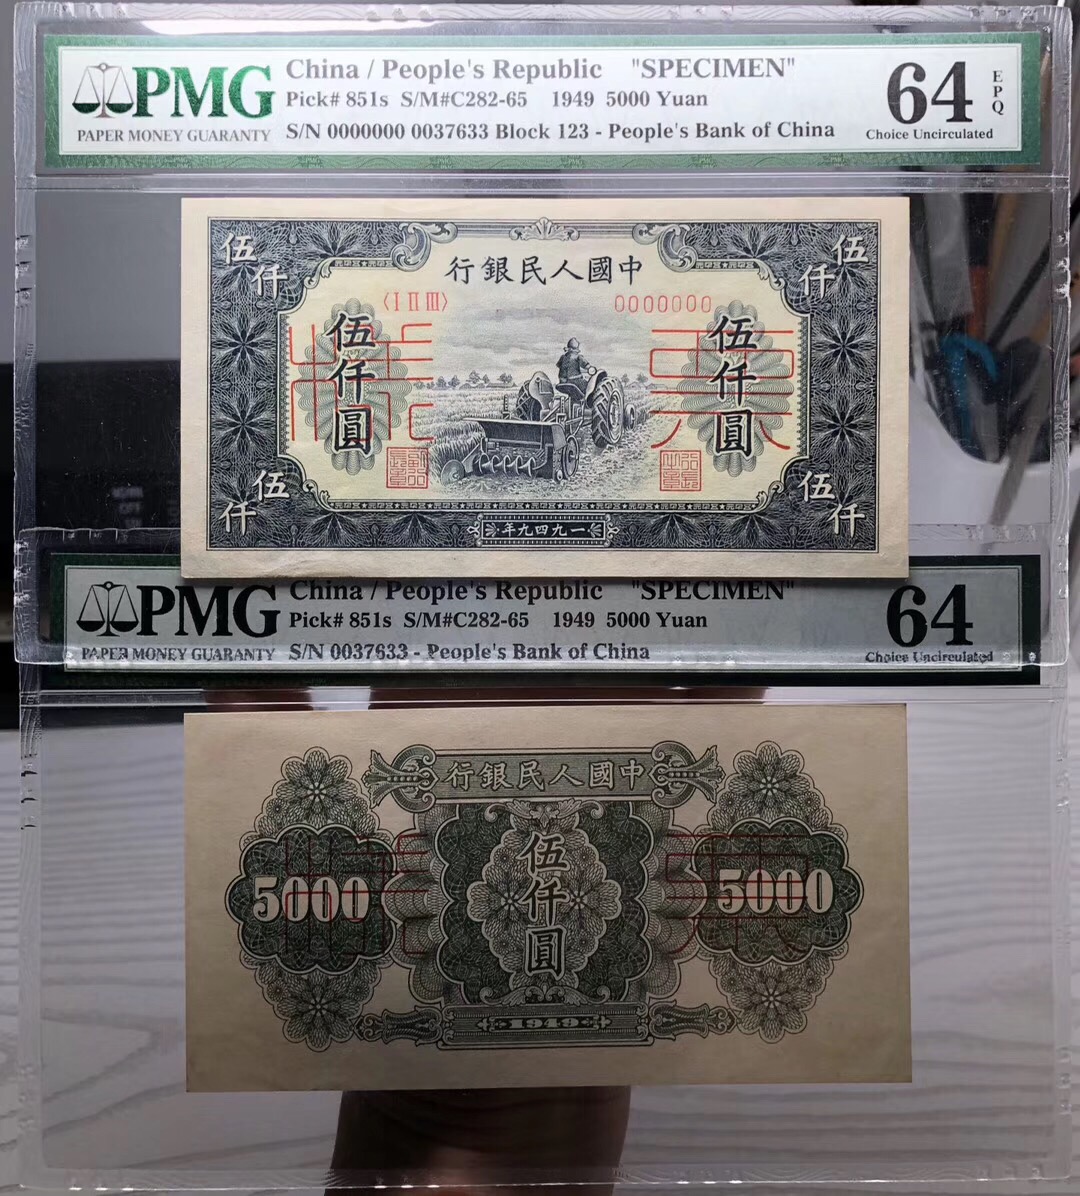 PMG
PAPER MONEY GUARANTY
China / People's Republic "SPECIMEN"
Pick# 851s S/M#C282-65 1949 5000 Yuan
S/N 0000000 0037633 Block 123 - People's Bank of China
64
EPQ
Choice Uncirculated
伍仟
伍仟
中國人民銀行
〈Ⅰ Ⅱ Ⅲ〉
0000000
伍仟圓
伍仟圓
票樣
伍仟
伍仟
一九四九年
PMG
PAPER MONEY GUARANTY
China / People's Republic "SPECIMEN"
Pick# 851s S/M#C282-65 1949 5000 Yuan
S/N 0037633 - People's Bank of China
64
Choice Uncirculated
中國人民銀行
5000
伍仟圓
5000
票樣
1949